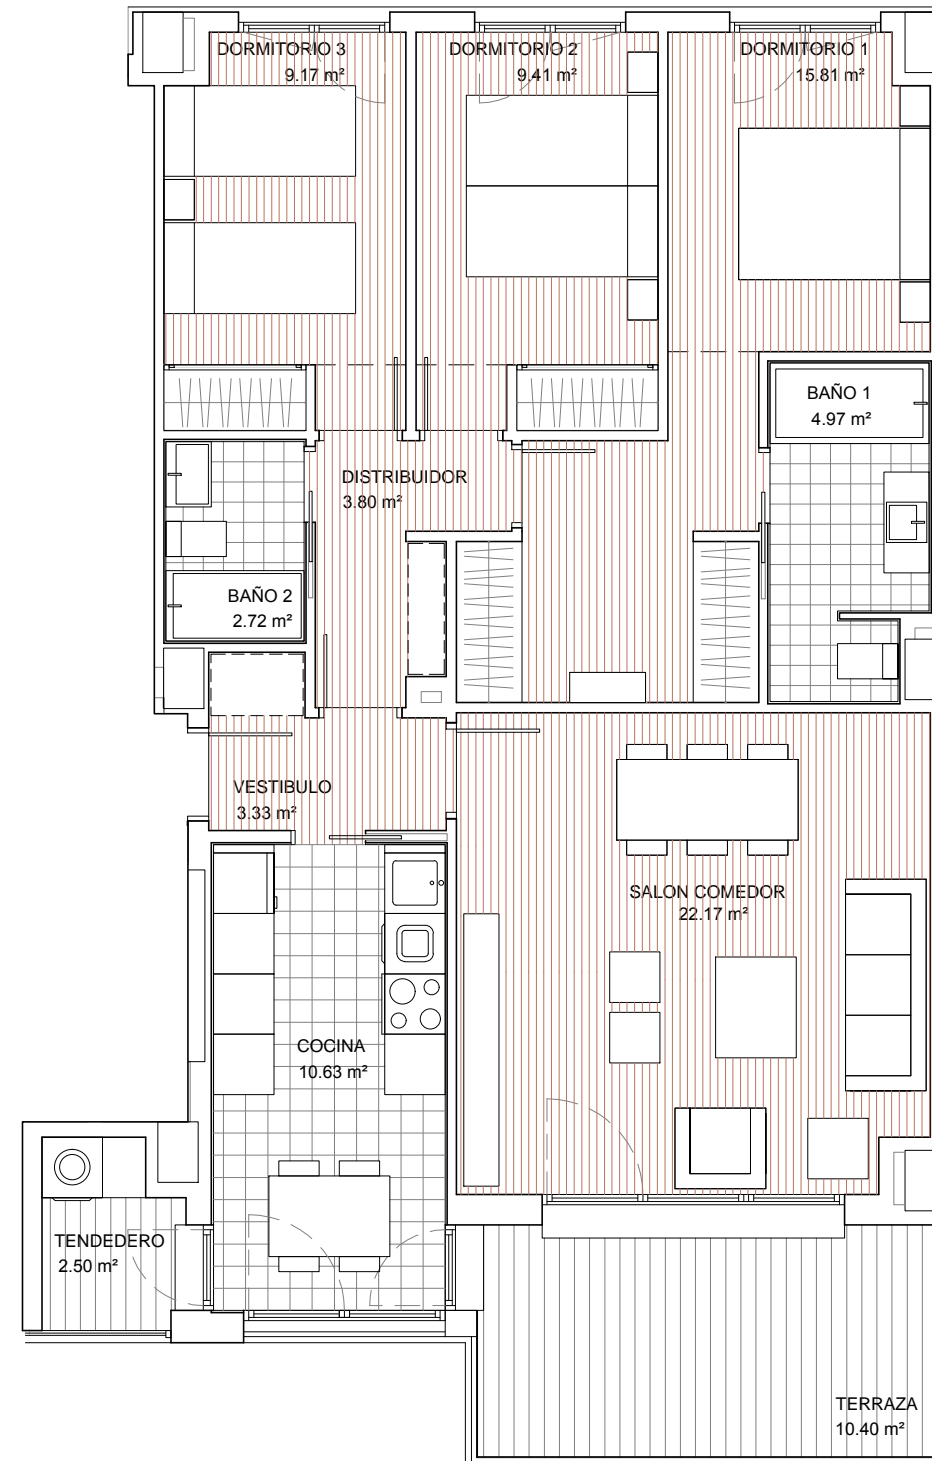 DORMITORIO 3
9.17 m²
DORMITORIO 2
9.41 m²
DORMITORIO 1
15.81 m²
BAÑO 1
4.97 m²
DISTRIBUIDOR
3.80 m²
BAÑO 2
2.72 m²
VESTIBULO
3.33 m²
SALON COMEDOR
22.17 m²
COCINA
10.63 m²
TENDEDERO
2.50 m²
TERRAZA
10.40 m²